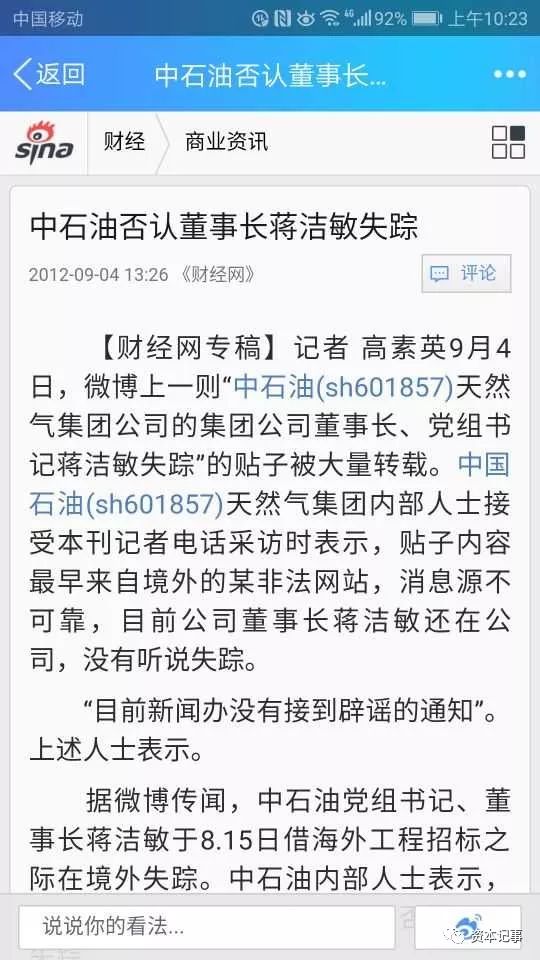 中国移动
4G
92%
上午10:23
返回
中石油否认董事长...
sina
财经
商业资讯
中石油否认董事长蒋洁敏失踪
2012-09-04 13:26 《财经网》
评论
【财经网专稿】记者 高素英9月4
日，微博上一则“中石油(sh601857)天然
气集团公司的集团公司董事长、党组书
记蒋洁敏失踪”的贴子被大量转载。中国
石油(sh601857)天然气集团内部人士接
受本刊记者电话采访时表示，贴子内容
最早来自境外的某非法网站，消息源不
可靠，目前公司董事长蒋洁敏还在公
司，没有听说失踪。
“目前新闻办没有接到辟谣的通知”。
上述人士表示。
据微博传闻，中石油党组书记、董
事长蒋洁敏于8.15日借海外工程招标之
际在境外失踪。中石油内部人士表示，
说说你的看法...
资本记事